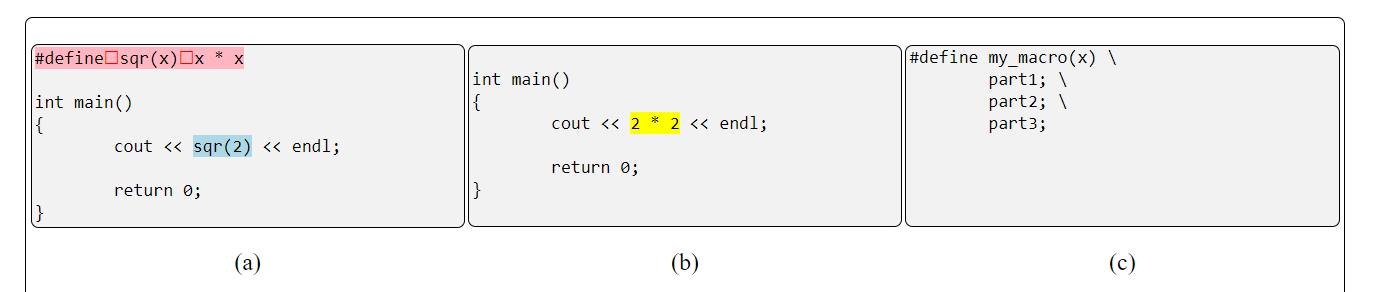 #define□sqr(x)□x * x
int main()
{
cout << sqr(2) << endl;
return 0;
}
(a)
int main()
{
cout << 2 * 2 << endl;
return 0;
}
(b)
#define my_macro(x) \
part1; \
part2; \
part3;
(c)